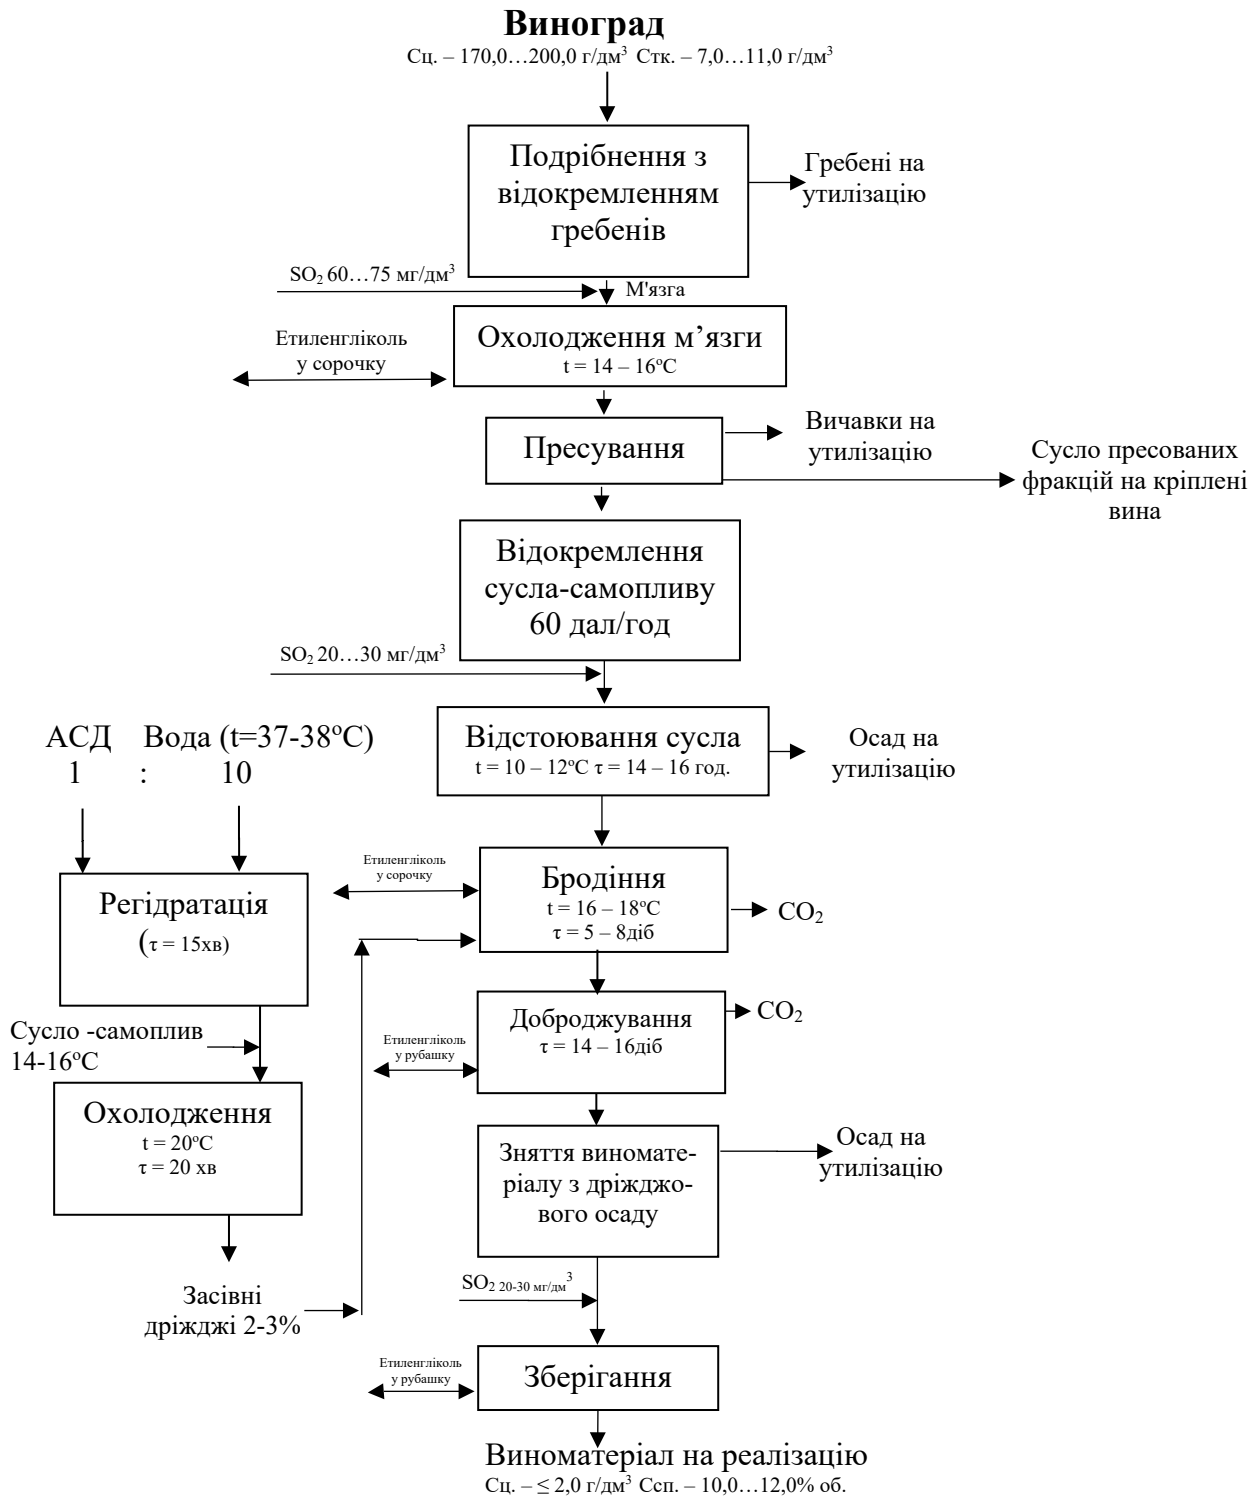 Виноград
Сц. – 170,0…200,0 г/дм³ Стк. – 7,0…11,0 г/дм³
Подрібнення з
відокремленням
гребенів
Гребені на
утилізацію
SO₂ 60…75 мг/дм³
М'язга
Охолодження м’язги
t = 14 – 16ºC
Етиленгліколь
у сорочку
Пресування
Вичавки на
утилізацію
Сусло пресованих
фракцій на кріплені
вина
Відокремлення
сусла-самопливу
60 дал/год
SO₂ 20…30 мг/дм³
АСД Вода (t=37-38ºC)
1 : 10
Відстоювання сусла
t = 10 – 12ºC τ = 14 – 16 год.
Осад на
утилізацію
Регідратація
(τ = 15хв)
Етиленгліколь
у сорочку
Бродіння
t = 16 – 18ºC
τ = 5 – 8діб
CO₂
Сусло -самоплив
14-16ºC
Доброджування
τ = 14 – 16діб
CO₂
Етиленгліколь
у рубашку
Охолодження
t = 20ºC
τ = 20 хв
Зняття виномате-
ріалу з дріжджо-
вого осаду
Осад на
утилізацію
Засівні
дріжджі 2-3%
SO₂ 20-30 мг/дм³
Етиленгліколь
у рубашку
Зберігання
Виноматеріал на реалізацію
Сц. – ≤ 2,0 г/дм³ Ссп. – 10,0…12,0% об.